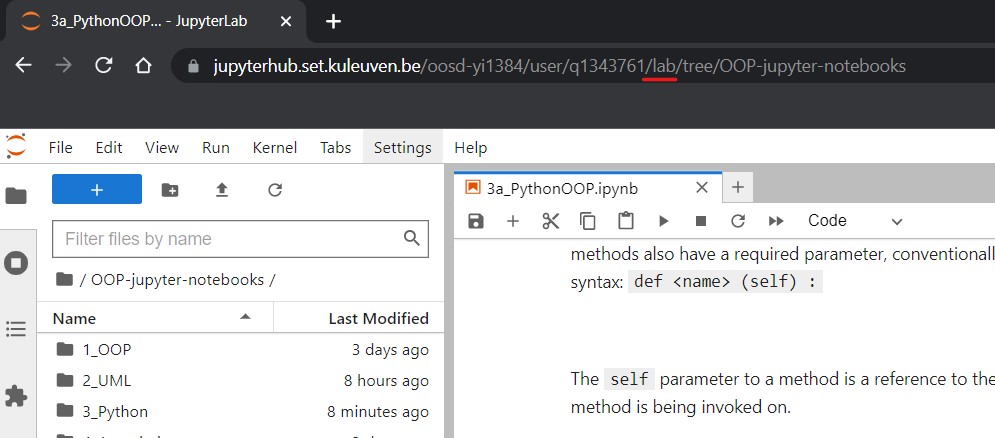 3a_PythonOOP... - JupyterLab
jupyterhub.set.kuleuven.be/oosd-yi1384/user/q1343761/lab/tree/OOP-jupyter-notebooks
File Edit View Run Kernel Tabs Settings Help
3a_PythonOOP.ipynb
Filter files by name
Code
/ OOP-jupyter-notebooks /
Name Last Modified
1_OOP 3 days ago
2_UML 8 hours ago
3_Python 8 minutes ago
methods also have a required parameter, conventionall
syntax: def <name> (self) :
The self parameter to a method is a reference to the
method is being invoked on.